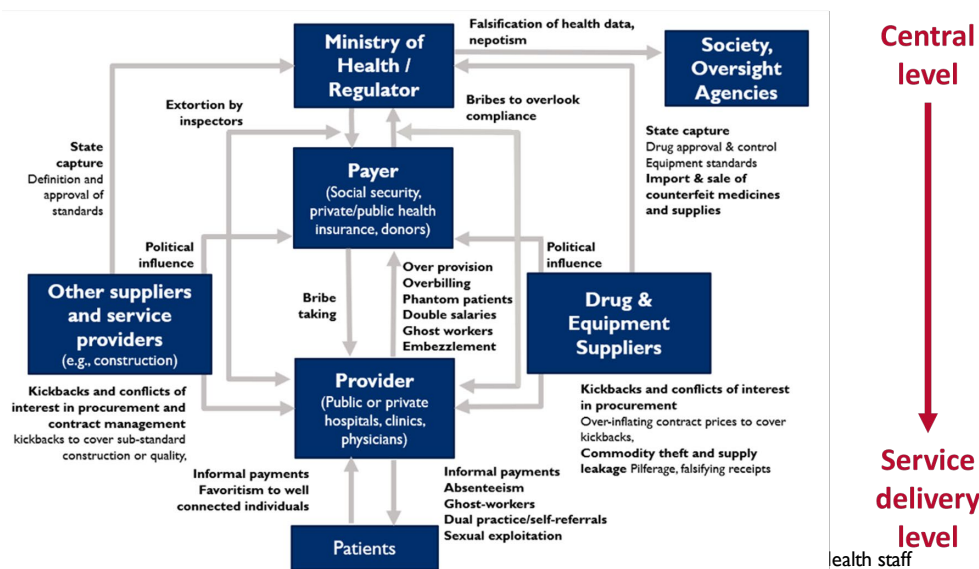 Ministry of
Health /
Regulator
Falsification of health data,
nepotism
Society,
Oversight
Agencies
Central
level
Extortion by
inspectors
Bribes to overlook
compliance
State
capture
Definition and
approval of
standards
State capture
Drug approval & control
Equipment standards
Import & sale of
counterfeit medicines
and supplies
Payer
(Social security,
private/public health
insurance, donors)
Political
influence
Political
influence
Other suppliers
and service
providers
(e.g., construction)
Bribe
taking
Over provision
Overbilling
Phantom patients
Double salaries
Ghost workers
Embezzlement
Drug &
Equipment
Suppliers
Provider
(Public or private
hospitals, clinics,
physicians)
Kickbacks and conflicts of
interest in procurement and
contract management
kickbacks to cover sub-standard
construction or quality,
Kickbacks and conflicts of interest
in procurement
Over-inflating contract prices to cover
kickbacks,
Commodity theft and supply
leakage Pilferage, falsifying receipts
Informal payments
Favoritism to well
connected individuals
Informal payments
Absenteeism
Ghost-workers
Dual practice/self-referrals
Sexual exploitation
Patients
Service
delivery
level
staff